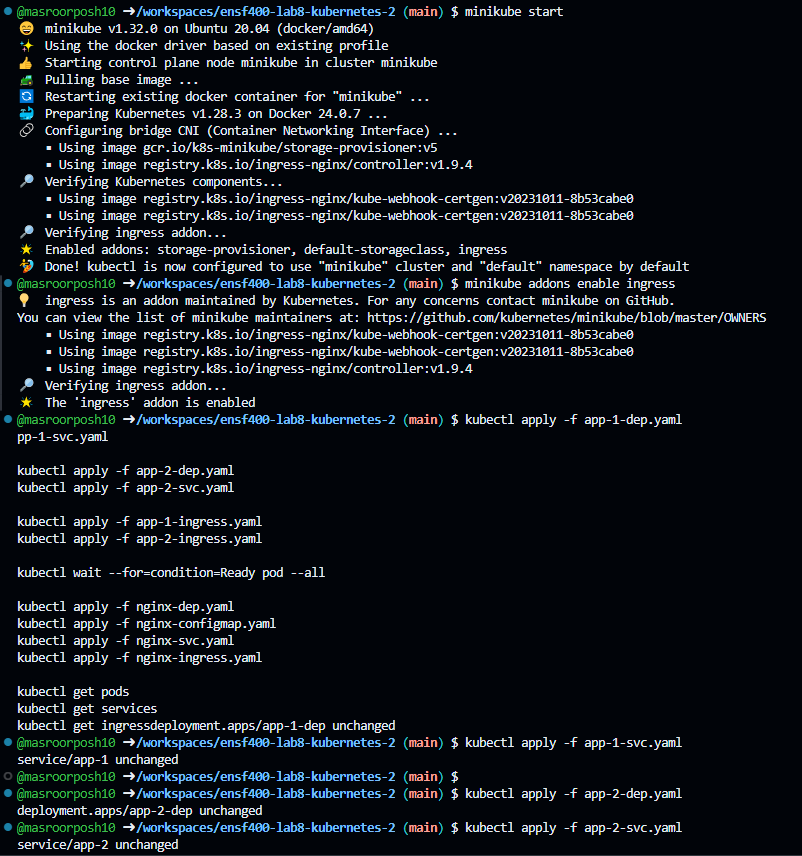 @masroorposh10 ➜/workspaces/ensf400-lab8-kubernetes-2 (main) $ minikube start
😄  minikube v1.32.0 on Ubuntu 20.04 (docker/amd64)
✨  Using the docker driver based on existing profile
👍  Starting control plane node minikube in cluster minikube
🚜  Pulling base image ...
🔄  Restarting existing docker container for "minikube" ...
🐳  Preparing Kubernetes v1.28.3 on Docker 24.0.7 ...
🔗  Configuring bridge CNI (Container Networking Interface) ...
    ▪ Using image gcr.io/k8s-minikube/storage-provisioner:v5
    ▪ Using image registry.k8s.io/ingress-nginx/controller:v1.9.4
🔎  Verifying Kubernetes components...
    ▪ Using image registry.k8s.io/ingress-nginx/kube-webhook-certgen:v20231011-8b53cabe0
    ▪ Using image registry.k8s.io/ingress-nginx/kube-webhook-certgen:v20231011-8b53cabe0
🔎  Verifying ingress addon...
🌟  Enabled addons: storage-provisioner, default-storageclass, ingress
🏄  Done! kubectl is now configured to use "minikube" cluster and "default" namespace by default
@masroorposh10 ➜/workspaces/ensf400-lab8-kubernetes-2 (main) $ minikube addons enable ingress
💡  ingress is an addon maintained by Kubernetes. For any concerns contact minikube on GitHub.
You can view the list of minikube maintainers at: https://github.com/kubernetes/minikube/blob/master/OWNERS
    ▪ Using image registry.k8s.io/ingress-nginx/kube-webhook-certgen:v20231011-8b53cabe0
    ▪ Using image registry.k8s.io/ingress-nginx/kube-webhook-certgen:v20231011-8b53cabe0
    ▪ Using image registry.k8s.io/ingress-nginx/controller:v1.9.4
🔎  Verifying ingress addon...
🌟  The 'ingress' addon is enabled
@masroorposh10 ➜/workspaces/ensf400-lab8-kubernetes-2 (main) $ kubectl apply -f app-1-dep.yaml
pp-1-svc.yaml

kubectl apply -f app-2-dep.yaml
kubectl apply -f app-2-svc.yaml

kubectl apply -f app-1-ingress.yaml
kubectl apply -f app-2-ingress.yaml

kubectl wait --for=condition=Ready pod --all

kubectl apply -f nginx-dep.yaml
kubectl apply -f nginx-configmap.yaml
kubectl apply -f nginx-svc.yaml
kubectl apply -f nginx-ingress.yaml

kubectl get pods
kubectl get services
kubectl get ingressdeployment.apps/app-1-dep unchanged
@masroorposh10 ➜/workspaces/ensf400-lab8-kubernetes-2 (main) $ kubectl apply -f app-1-svc.yaml
service/app-1 unchanged
@masroorposh10 ➜/workspaces/ensf400-lab8-kubernetes-2 (main) $
@masroorposh10 ➜/workspaces/ensf400-lab8-kubernetes-2 (main) $ kubectl apply -f app-2-dep.yaml
deployment.apps/app-2-dep unchanged
@masroorposh10 ➜/workspaces/ensf400-lab8-kubernetes-2 (main) $ kubectl apply -f app-2-svc.yaml
service/app-2 unchanged